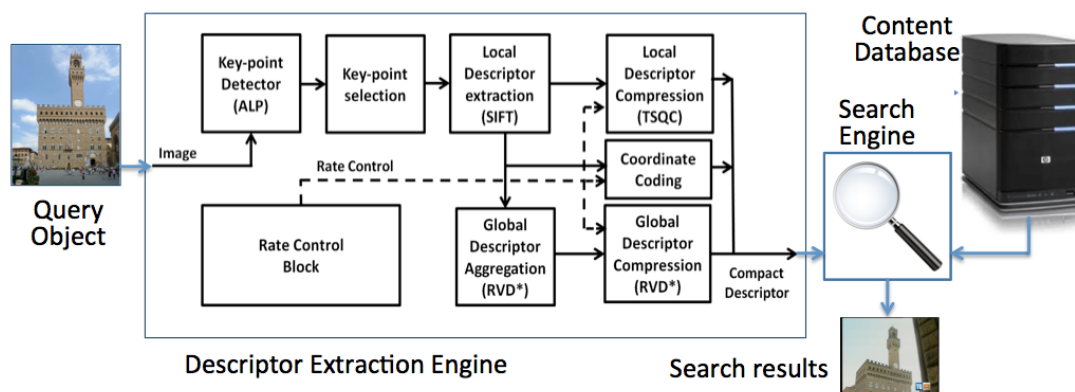 Key-point
Detector
(ALP)
Key-point
selection
Local
Descriptor
extraction
(SIFT)
Local
Descriptor
Compression
(TSQC)
Content
Database
Search
Engine
Image
Query
Object
Rate Control
Coordinate
Coding
Rate Control
Block
Global
Descriptor
Aggregation
(RVD*)
Global
Descriptor
Compression
(RVD*)
Compact
Descriptor
Descriptor Extraction Engine
Search results